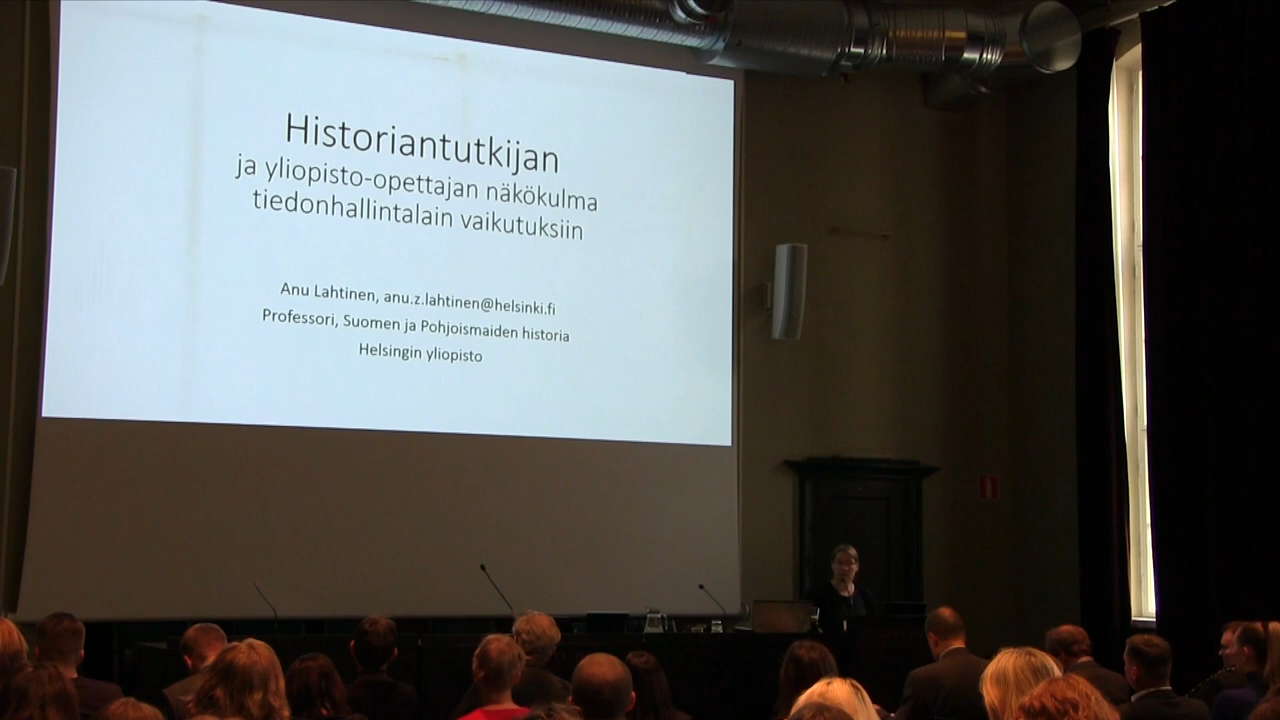 Historiantutkijan
ja yliopisto-opettajan näkökulma
tiedonhallintalain vaikutuksiin
Anu Lahtinen, anu.z.lahtinen@helsinki.fi
Professori, Suomen ja Pohjoismaiden historia
Helsingin yliopisto